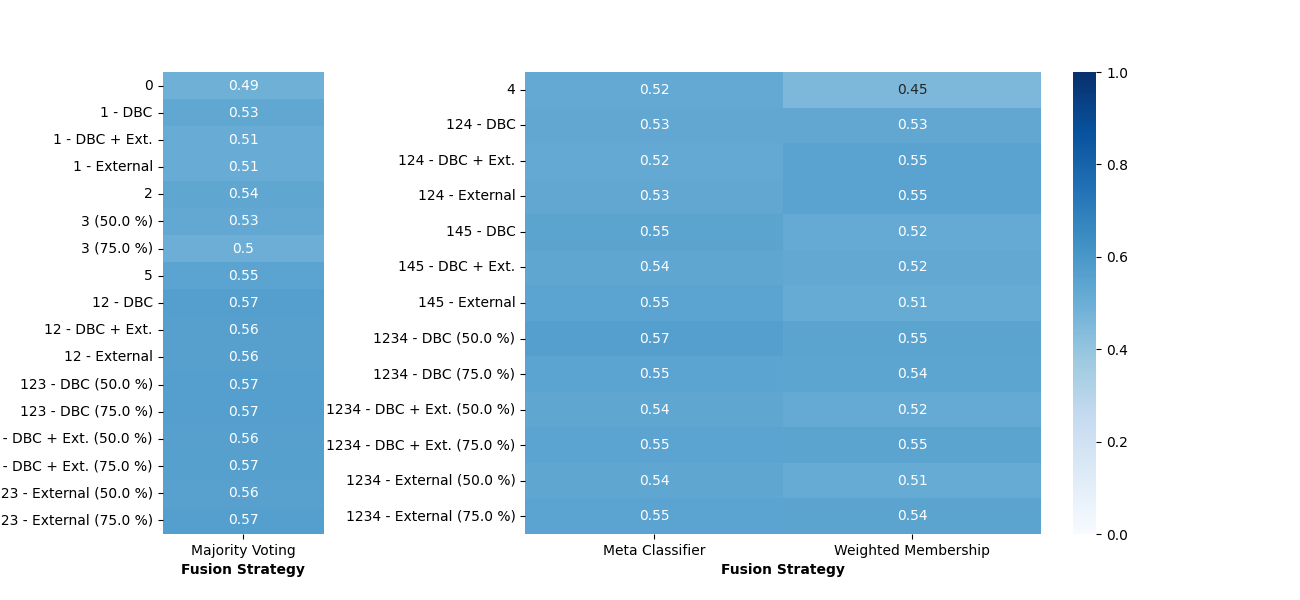 0 0.49
1 - DBC 0.53
1 - DBC + Ext. 0.51
1 - External 0.51
2 0.54
3 (50.0 %) 0.53
3 (75.0 %) 0.5
5 0.55
12 - DBC 0.57
12 - DBC + Ext. 0.56
12 - External 0.56
123 - DBC (50.0 %) 0.57
123 - DBC (75.0 %) 0.57
- DBC + Ext. (50.0 %) 0.56
- DBC + Ext. (75.0 %) 0.57
23 - External (50.0 %) 0.56
23 - External (75.0 %) 0.57
Majority Voting
Fusion Strategy
4 0.52 0.45
124 - DBC 0.53 0.53
124 - DBC + Ext. 0.52 0.55
124 - External 0.53 0.55
145 - DBC 0.55 0.52
145 - DBC + Ext. 0.54 0.52
145 - External 0.55 0.51
1234 - DBC (50.0 %) 0.57 0.55
1234 - DBC (75.0 %) 0.55 0.54
1234 - DBC + Ext. (50.0 %) 0.54 0.52
1234 - DBC + Ext. (75.0 %) 0.55 0.55
1234 - External (50.0 %) 0.54 0.51
1234 - External (75.0 %) 0.55 0.54
Meta Classifier Weighted Membership
Fusion Strategy
1.0
0.8
0.6
0.4
0.2
0.0